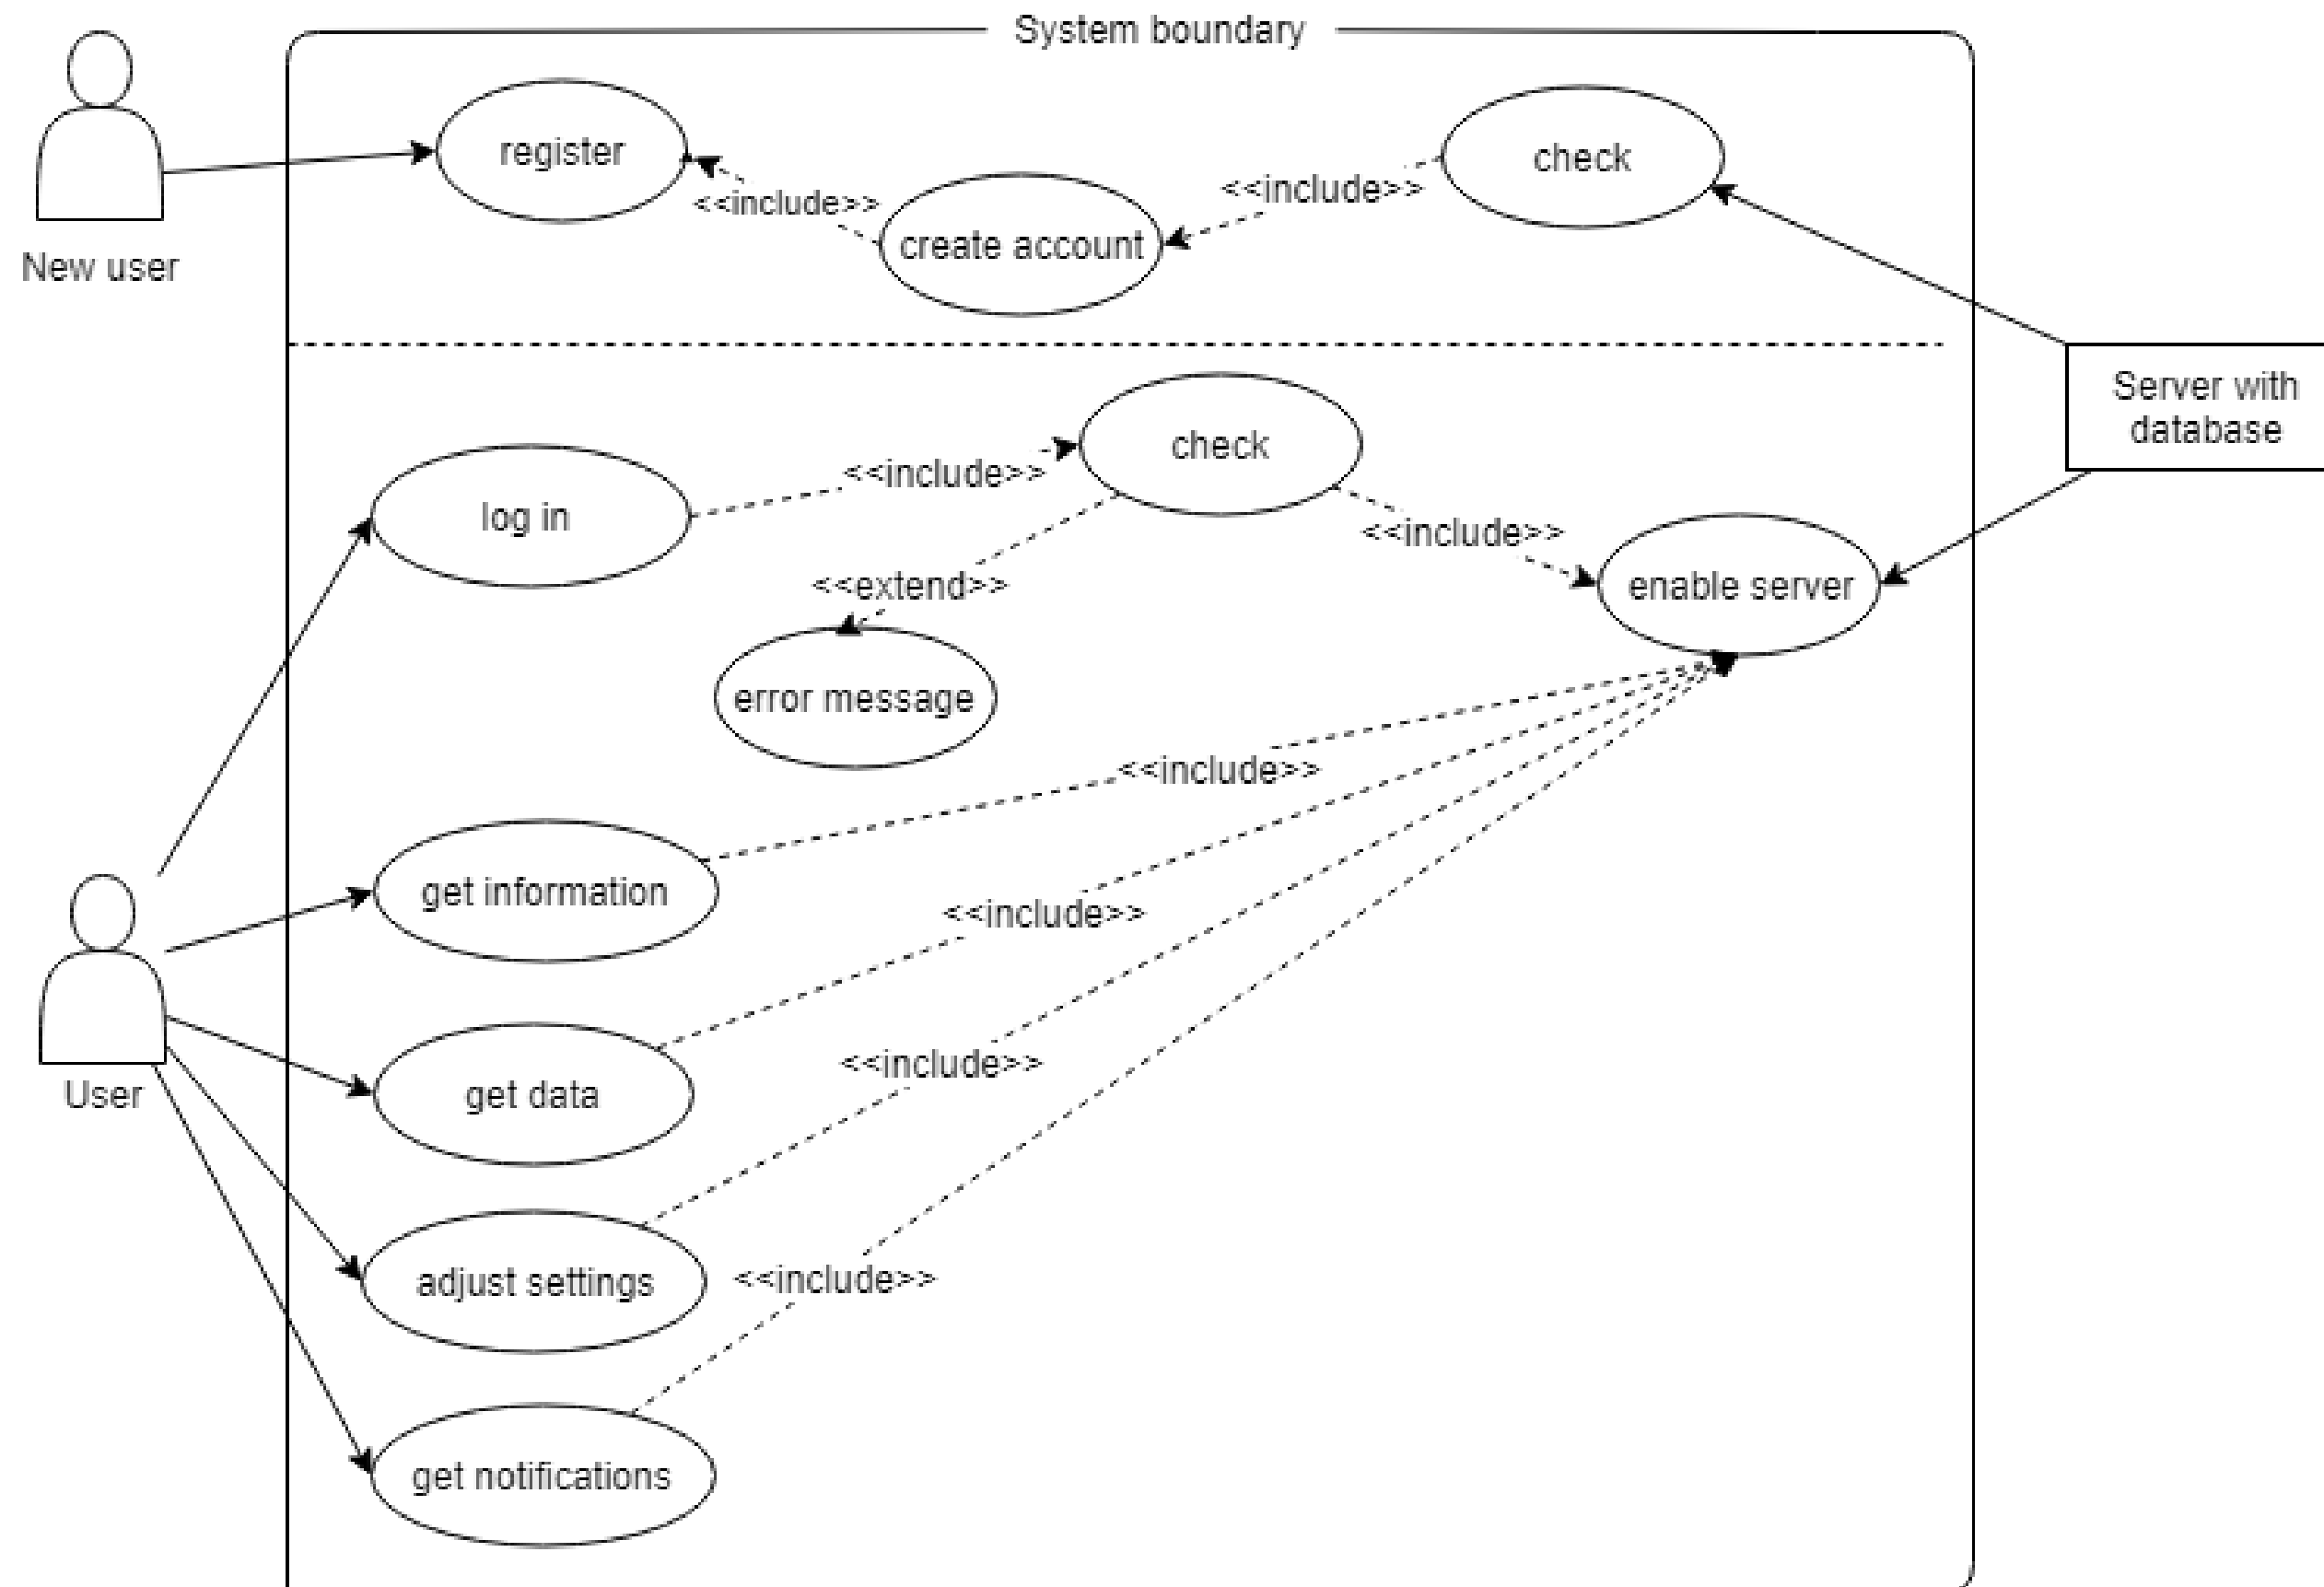 System boundary
register
check
<<include>>
<<include>>
create account
New user
Server with
database
check
<<include>>
log in
<<include>>
<<extend>>
enable server
error message
<<include>>
get information
<<include>>
<<include>>
get data
User
<<include>>
adjust settings
get notifications